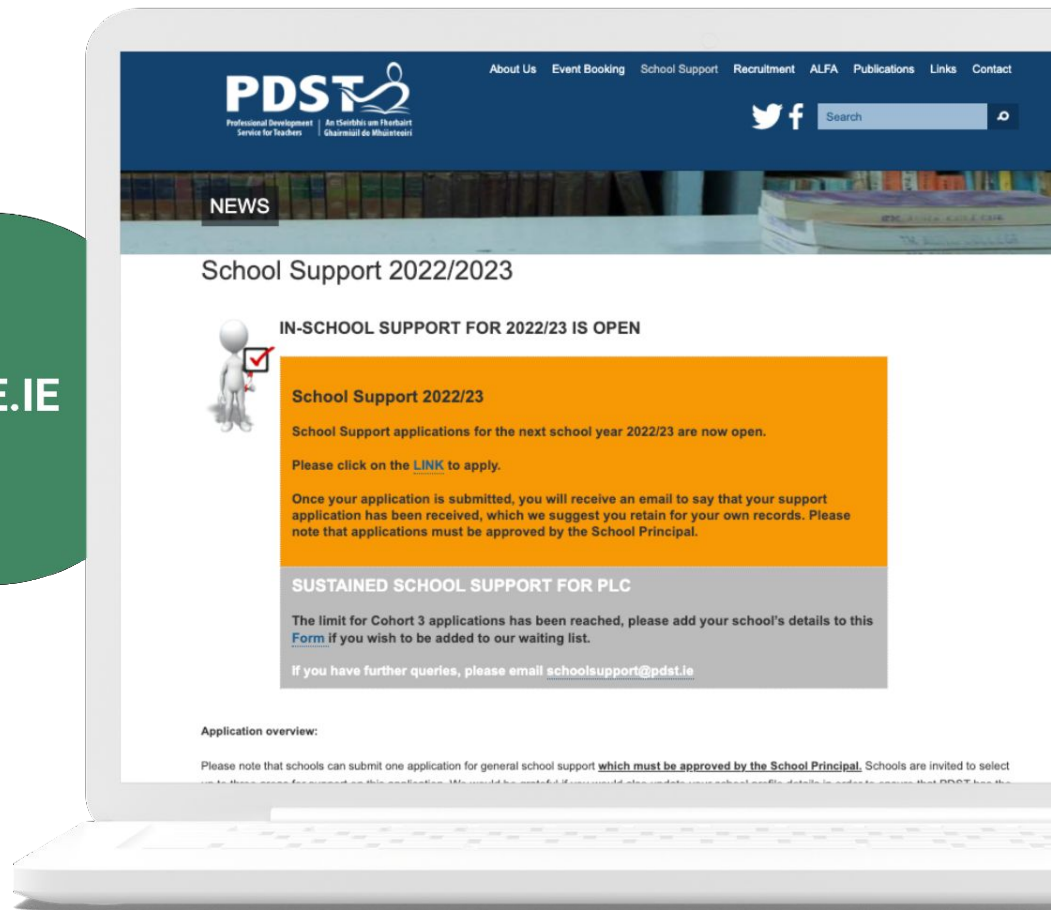 About Us Event Booking School Support Recruitment ALFA Publications Links Contact
PDST
Professional Development An tSeirbhís um Fhorbairt
Service for Teachers Ghairmiúil do Mhúinteoirí
Search
NEWS
School Support 2022/2023
IN-SCHOOL SUPPORT FOR 2022/23 IS OPEN
E.IE
School Support 2022/23
School Support applications for the next school year 2022/23 are now open.
Please click on the LINK to apply.
Once your application is submitted, you will receive an email to say that your support
application has been received, which we suggest you retain for your own records. Please
note that applications must be approved by the School Principal.
SUSTAINED SCHOOL SUPPORT FOR PLC
The limit for Cohort 3 applications has been reached, please add your school's details to this
Form if you wish to be added to our waiting list.
If you have further queries, please email schoolsupport@pdst.ie
Application overview:
Please note that schools can submit one application for general school support which must be approved by the School Principal. Schools are invited to select